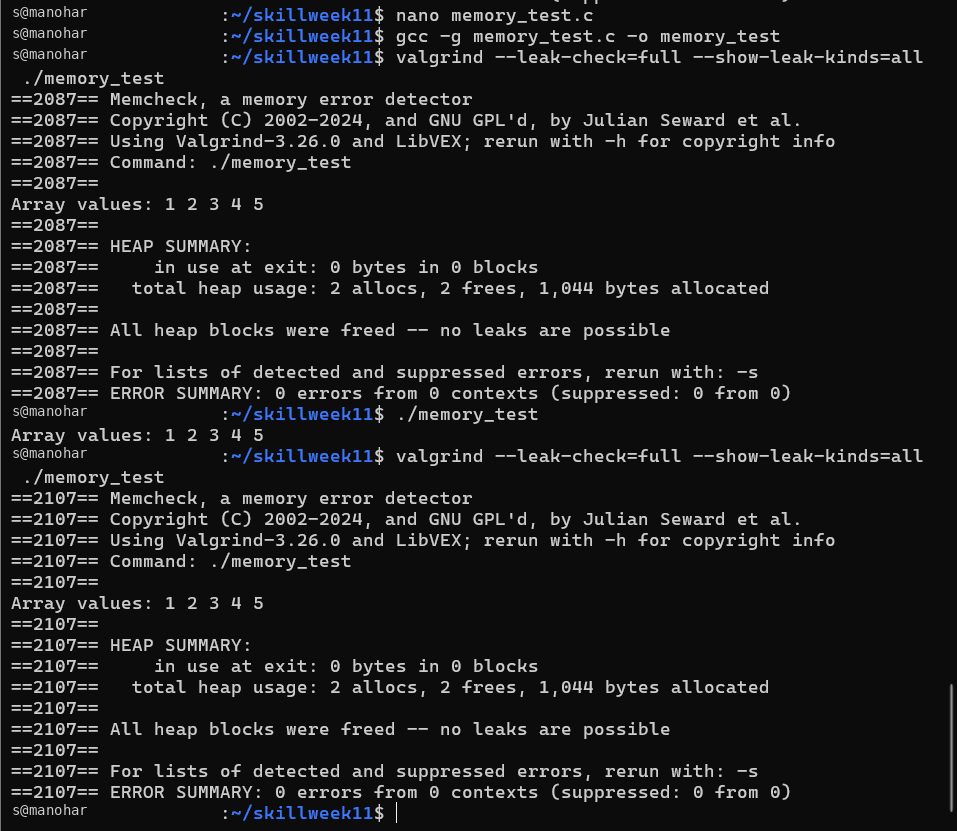 s@manohar :~/skillweek11$ nano memory_test.c
s@manohar :~/skillweek11$ gcc -g memory_test.c -o memory_test
s@manohar :~/skillweek11$ valgrind --leak-check=full --show-leak-kinds=all
 ./memory_test
==2087== Memcheck, a memory error detector
==2087== Copyright (C) 2002-2024, and GNU GPL'd, by Julian Seward et al.
==2087== Using Valgrind-3.26.0 and LibVEX; rerun with -h for copyright info
==2087== Command: ./memory_test
==2087==
Array values: 1 2 3 4 5
==2087==
==2087== HEAP SUMMARY:
==2087==     in use at exit: 0 bytes in 0 blocks
==2087==   total heap usage: 2 allocs, 2 frees, 1,044 bytes allocated
==2087==
==2087== All heap blocks were freed -- no leaks are possible
==2087==
==2087== For lists of detected and suppressed errors, rerun with: -s
==2087== ERROR SUMMARY: 0 errors from 0 contexts (suppressed: 0 from 0)
s@manohar :~/skillweek11$ ./memory_test
Array values: 1 2 3 4 5
s@manohar :~/skillweek11$ valgrind --leak-check=full --show-leak-kinds=all
 ./memory_test
==2107== Memcheck, a memory error detector
==2107== Copyright (C) 2002-2024, and GNU GPL'd, by Julian Seward et al.
==2107== Using Valgrind-3.26.0 and LibVEX; rerun with -h for copyright info
==2107== Command: ./memory_test
==2107==
Array values: 1 2 3 4 5
==2107==
==2107== HEAP SUMMARY:
==2107==     in use at exit: 0 bytes in 0 blocks
==2107==   total heap usage: 2 allocs, 2 frees, 1,044 bytes allocated
==2107==
==2107== All heap blocks were freed -- no leaks are possible
==2107==
==2107== For lists of detected and suppressed errors, rerun with: -s
==2107== ERROR SUMMARY: 0 errors from 0 contexts (suppressed: 0 from 0)
s@manohar :~/skillweek11$